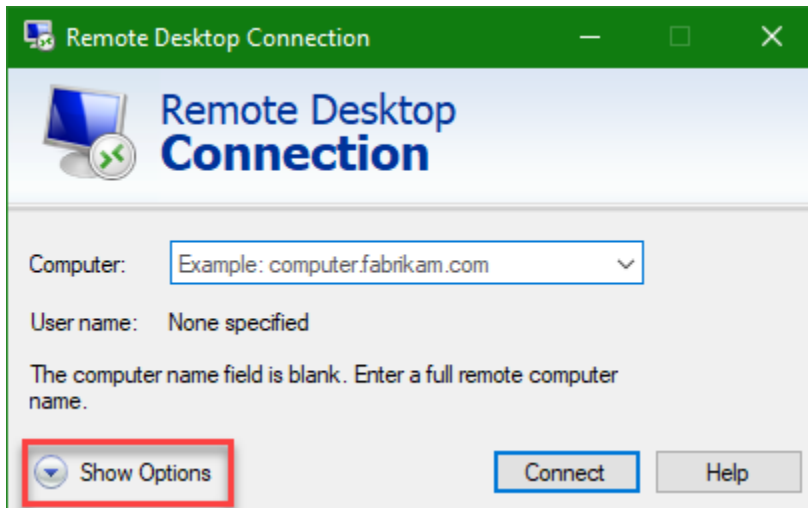 Remote Desktop Connection
Remote Desktop
Connection
Computer: Example: computer.fabrikam.com
User name: None specified
The computer name field is blank. Enter a full remote computer
name.
Show Options Connect Help